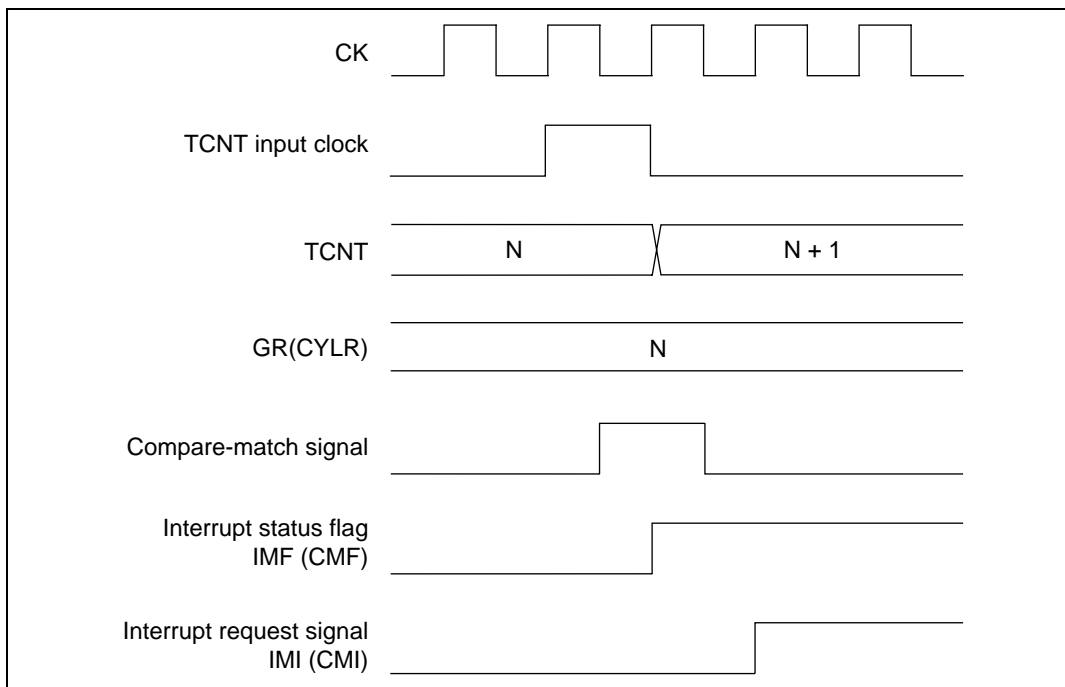 CK
TCNT input clock
TCNT
N
N + 1
GR(CYLR)
N
Compare-match signal
Interrupt status flag
IMF (CMF)
Interrupt request signal
IMI (CMI)